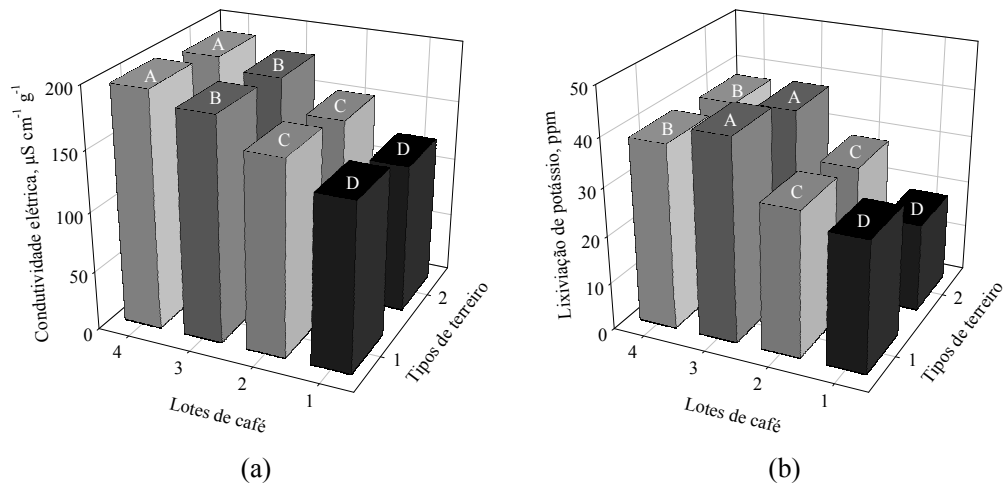 Condutividade elétrica, µS cm⁻¹ g⁻¹
200
150
100
50
0
A
A
B
B
C
C
D
D
4
3
2
1
Lotes de café
1
2
Tipos de terreiro
(a)
Lixiviação de potássio, ppm
50
40
30
20
10
0
B
B
A
A
C
C
D
D
4
3
2
1
Lotes de café
1
2
Tipos de terreiro
(b)